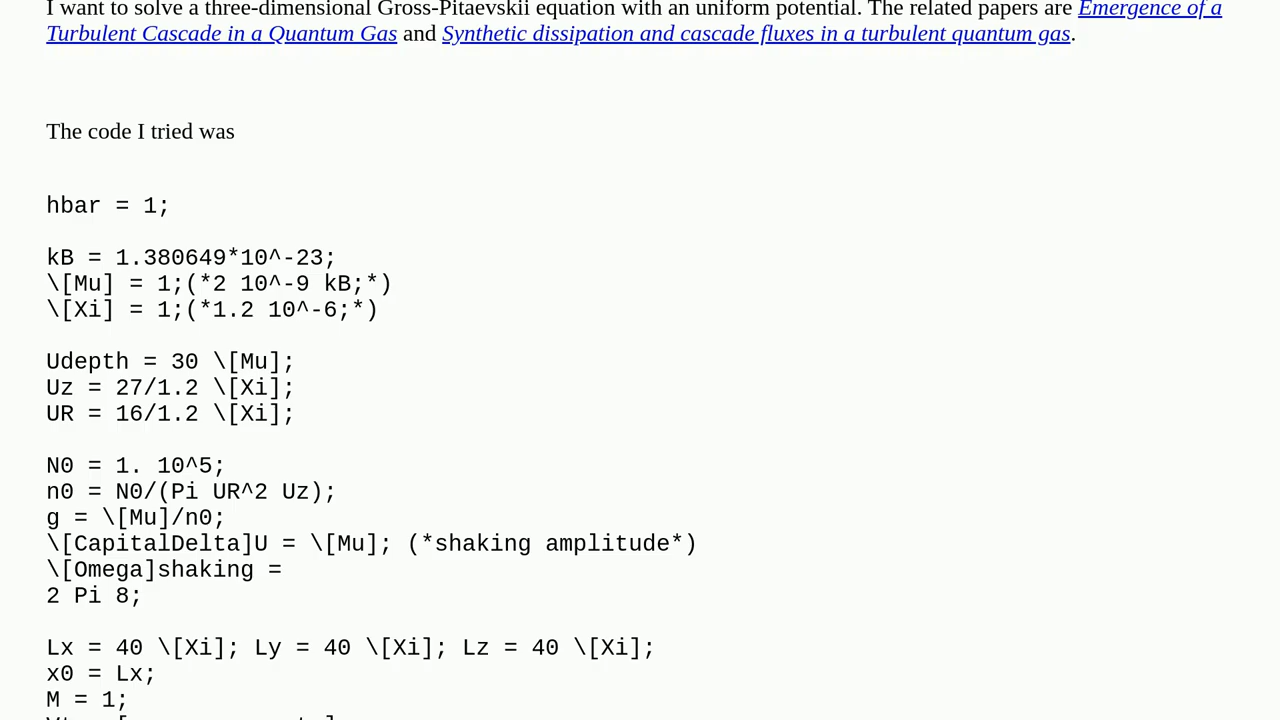 I want to solve a three-dimensional Gross-Pitaevskii equation with an uniform potential. The related papers are Emergence of a
Turbulent Cascade in a Quantum Gas and Synthetic dissipation and cascade fluxes in a turbulent quantum gas.
The code I tried was
hbar = 1;
kB = 1.380649*10^-23;
\[Mu] = 1;(*2 10^-9 kB;*)
\[Xi] = 1;(*1.2 10^-6;*)
Udepth = 30 \[Mu];
Uz = 27/1.2 \[Xi];
UR = 16/1.2 \[Xi];
N0 = 1. 10^5;
n0 = N0/(Pi UR^2 Uz);
g = \[Mu]/n0;
\[CapitalDelta]U = \[Mu]; (*shaking amplitude*)
\[Omega]shaking =
2 Pi 8;
Lx = 40 \[Xi]; Ly = 40 \[Xi]; Lz = 40 \[Xi];
x0 = Lx;
M = 1;